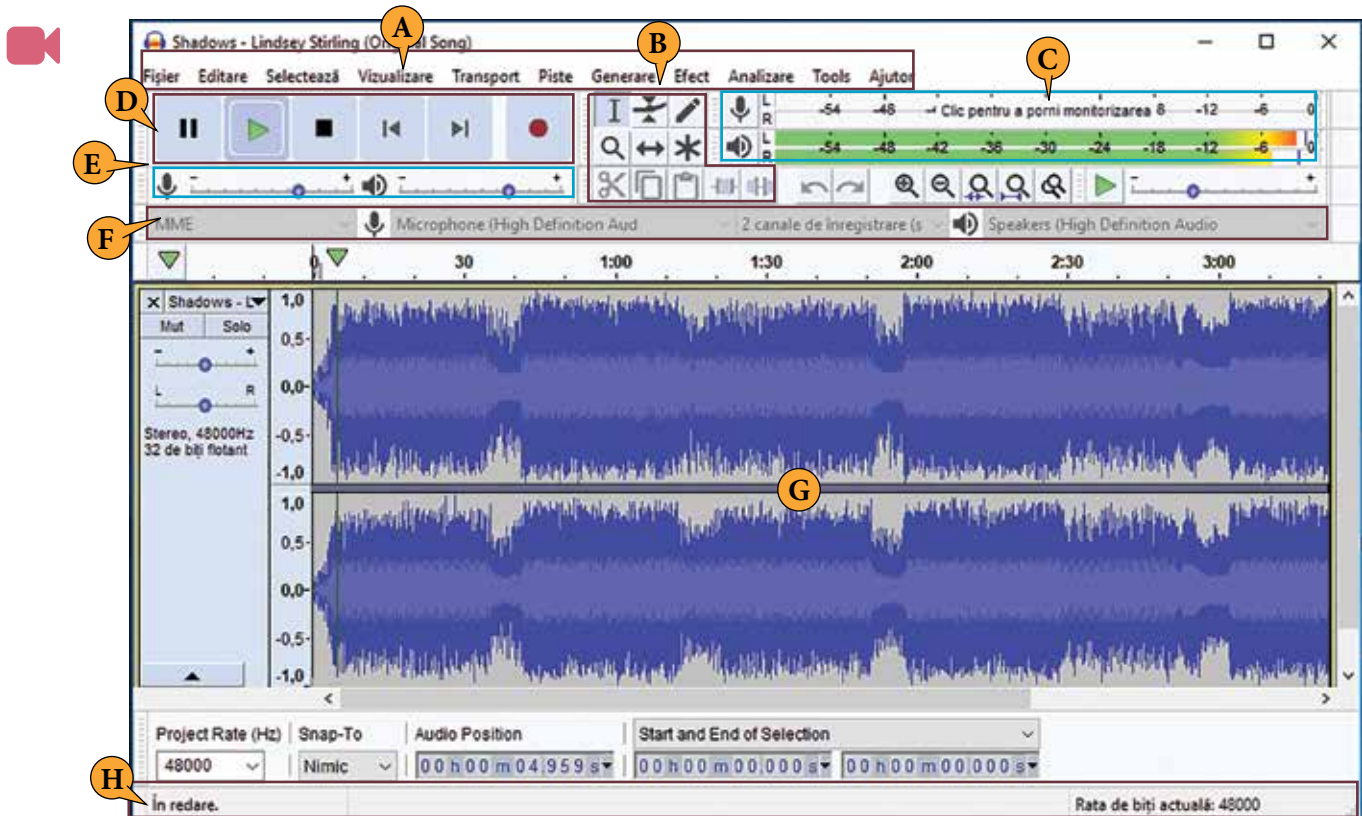 A
B
C
D
E
F
G
H
Shadows - Lindsey Stirling (Original Song)
Fișier Editare Selectează Vizualizare Transport Piste Generare Efect Analizare Tools Ajutor
L R -54 -48 Clic pentru a porni monitorizarea 8 -12 -6 0
L R -54 -48 -42 -36 -30 -24 -18 -12 -6 0
- + - +
- +
MME Microphone (High Definition Aud 2 canale de înregistrare (s Speakers (High Definition Audio
0 30 1:00 1:30 2:00 2:30 3:00
Shadows - L
Mut Solo
- +
L R
Stereo, 48000Hz
32 de biți flotant
1,0
0,5-
0,0-
-0,5-
-1,0
1,0
0,5-
0,0-
-0,5-
-1,0
Project Rate (Hz) Snap-To Audio Position Start and End of Selection
48000 Nimic 00 h 00 m 04,959 s 00 h 00 m 00,000 s 00 h 00 m 00,000 s
În redare. Rata de biți actuală: 48000